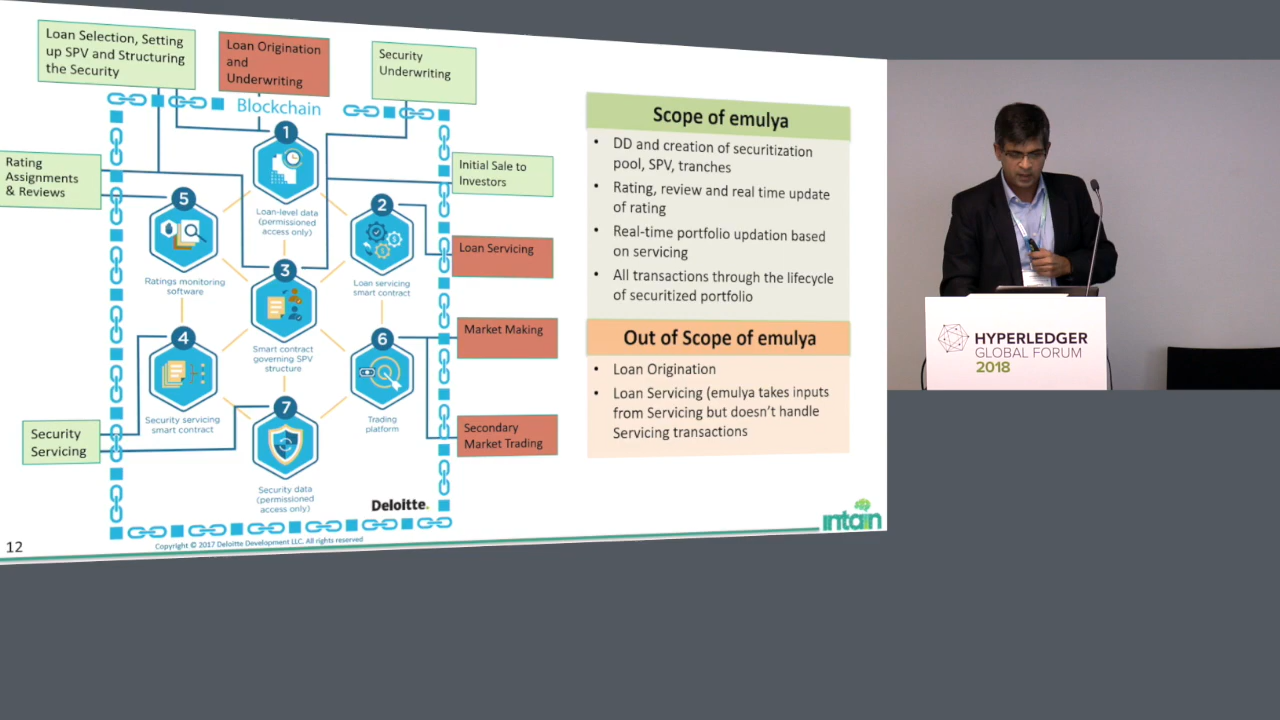 Loan Selection, Setting
up SPV and Structuring
the Security
Loan Origination
and
Underwriting
Security
Underwriting
Blockchain
Rating
Assignments
& Reviews
Initial Sale to
Investors
Loan Servicing
Market Making
Secondary
Market Trading
Security
Servicing
1
Loan-level data
(permissioned
access only)
5
Ratings monitoring
software
2
Loan servicing
smart contract
3
Smart contract
governing SPV
structure
4
Security servicing
smart contract
6
Trading
platform
7
Security data
(permissioned
access only)
Deloitte.
12
Copyright © 2017 Deloitte Development LLC. All rights reserved
Scope of emulya
• DD and creation of securitization
pool, SPV, tranches
• Rating, review and real time update
of rating
• Real-time portfolio updation based
on servicing
• All transactions through the lifecycle
of securitized portfolio
Out of Scope of emulya
• Loan Origination
• Loan Servicing (emulya takes inputs
from Servicing but doesn't handle
Servicing transactions
intain
HYPERLEDGER
GLOBAL FORUM
2018